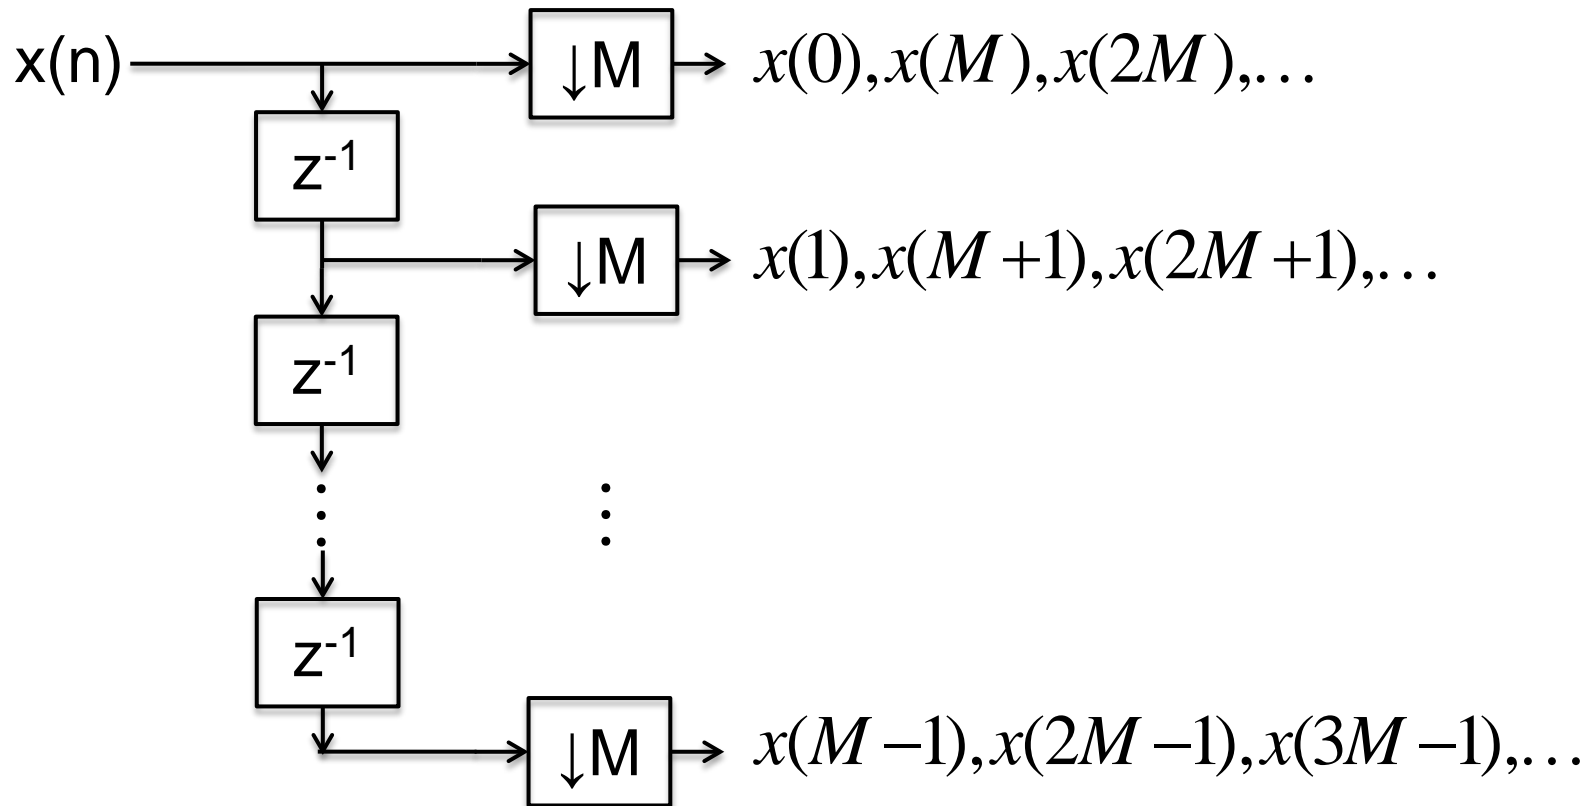 x(n) ↓M x(0), x(M), x(2M),…
z⁻¹
↓M x(1), x(M+1), x(2M+1),…
z⁻¹
⋮ ⋮
z⁻¹
↓M x(M−1), x(2M−1), x(3M−1),…